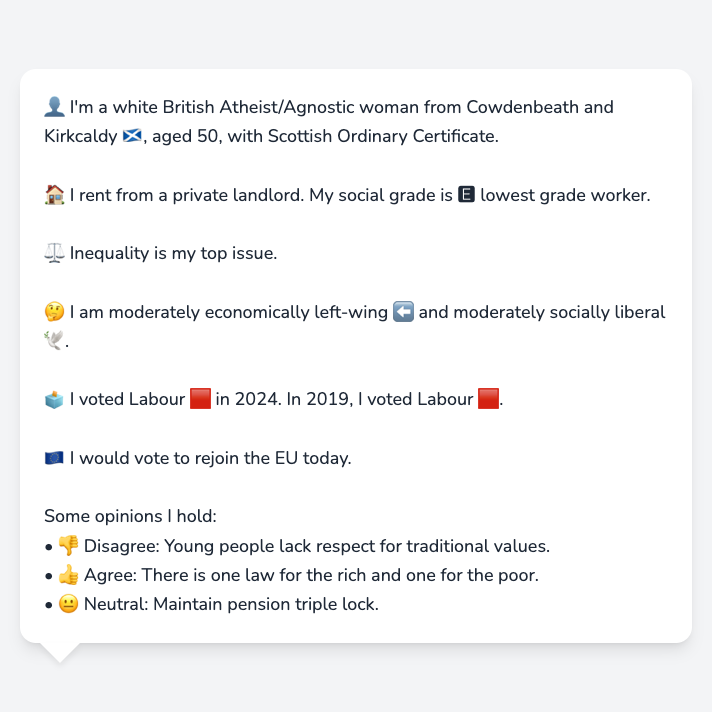 👤 I'm a white British Atheist/Agnostic woman from Cowdenbeath and
Kirkcaldy 🏴󠁧󠁢󠁳󠁣󠁴󠁿, aged 50, with Scottish Ordinary Certificate.
🏠 I rent from a private landlord. My social grade is 🅴 lowest grade worker.
⚖️ Inequality is my top issue.
🤔 I am moderately economically left-wing ⬅️ and moderately socially liberal
🕊️.
🗳️ I voted Labour 🟥 in 2024. In 2019, I voted Labour 🟥.
🇪🇺 I would vote to rejoin the EU today.
Some opinions I hold:
• 👎 Disagree: Young people lack respect for traditional values.
• 👍 Agree: There is one law for the rich and one for the poor.
• 😐 Neutral: Maintain pension triple lock.